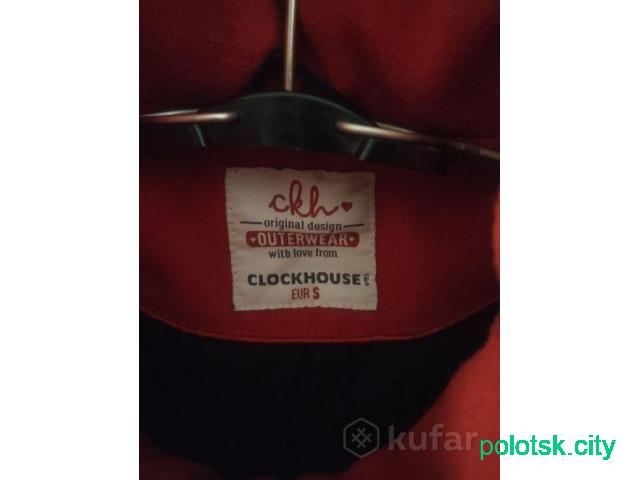 ckh
original design
OUTERWEAR
with love from
CLOCKHOUSE
EUR S
kufar
polotsk.city